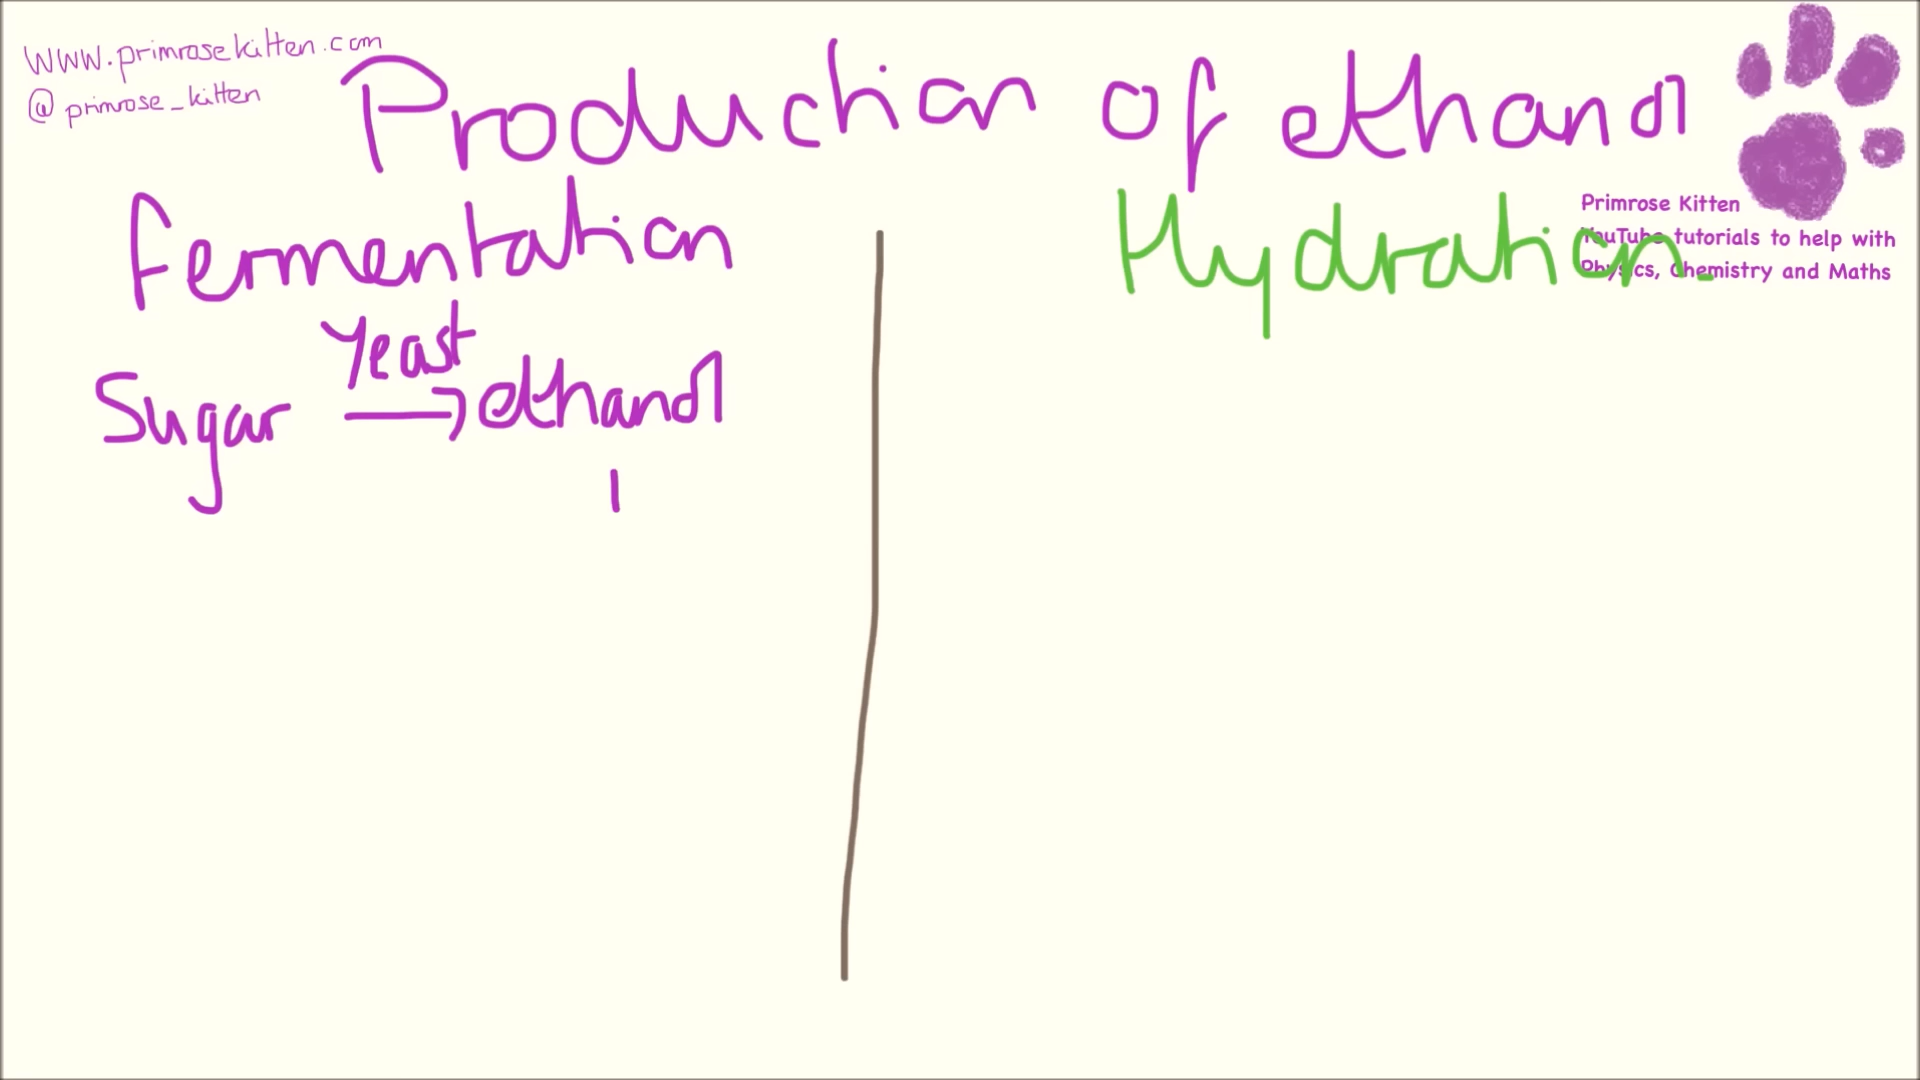 www.primrosekitten.com
@primrose_kitten
Production of ethanol
Primrose Kitten
YouTube tutorials to help with
Physics, Chemistry and Maths
fermentation
Hydration
Yeast
Sugar → ethanol